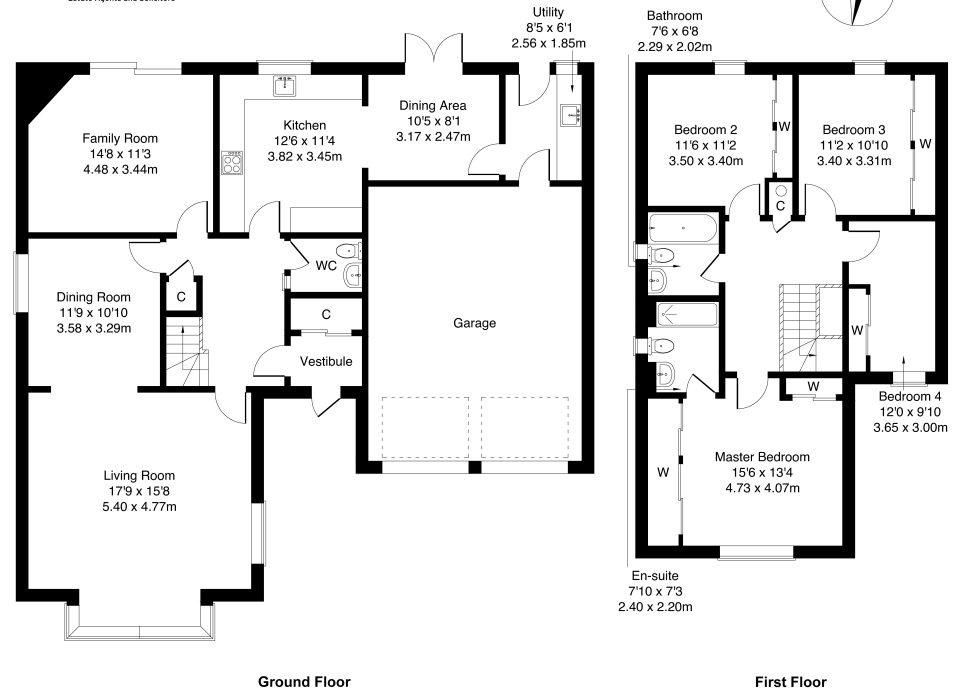 Estate Agents and Solicitors
Utility
8'5 x 6'1
2.56 x 1.85m
Bathroom
7'6 x 6'8
2.29 x 2.02m
Family Room
14'8 x 11'3
4.48 x 3.44m
Kitchen
12'6 x 11'4
3.82 x 3.45m
Dining Area
10'5 x 8'1
3.17 x 2.47m
Bedroom 2
11'6 x 11'2
3.50 x 3.40m
W
Bedroom 3
11'2 x 10'10
3.40 x 3.31m
W
C
WC
Dining Room
11'9 x 10'10
3.58 x 3.29m
C
C
Vestibule
Garage
W
W
Bedroom 4
12'0 x 9'10
3.65 x 3.00m
Living Room
17'9 x 15'8
5.40 x 4.77m
W
Master Bedroom
15'6 x 13'4
4.73 x 4.07m
En-suite
7'10 x 7'3
2.40 x 2.20m
Ground Floor
First Floor